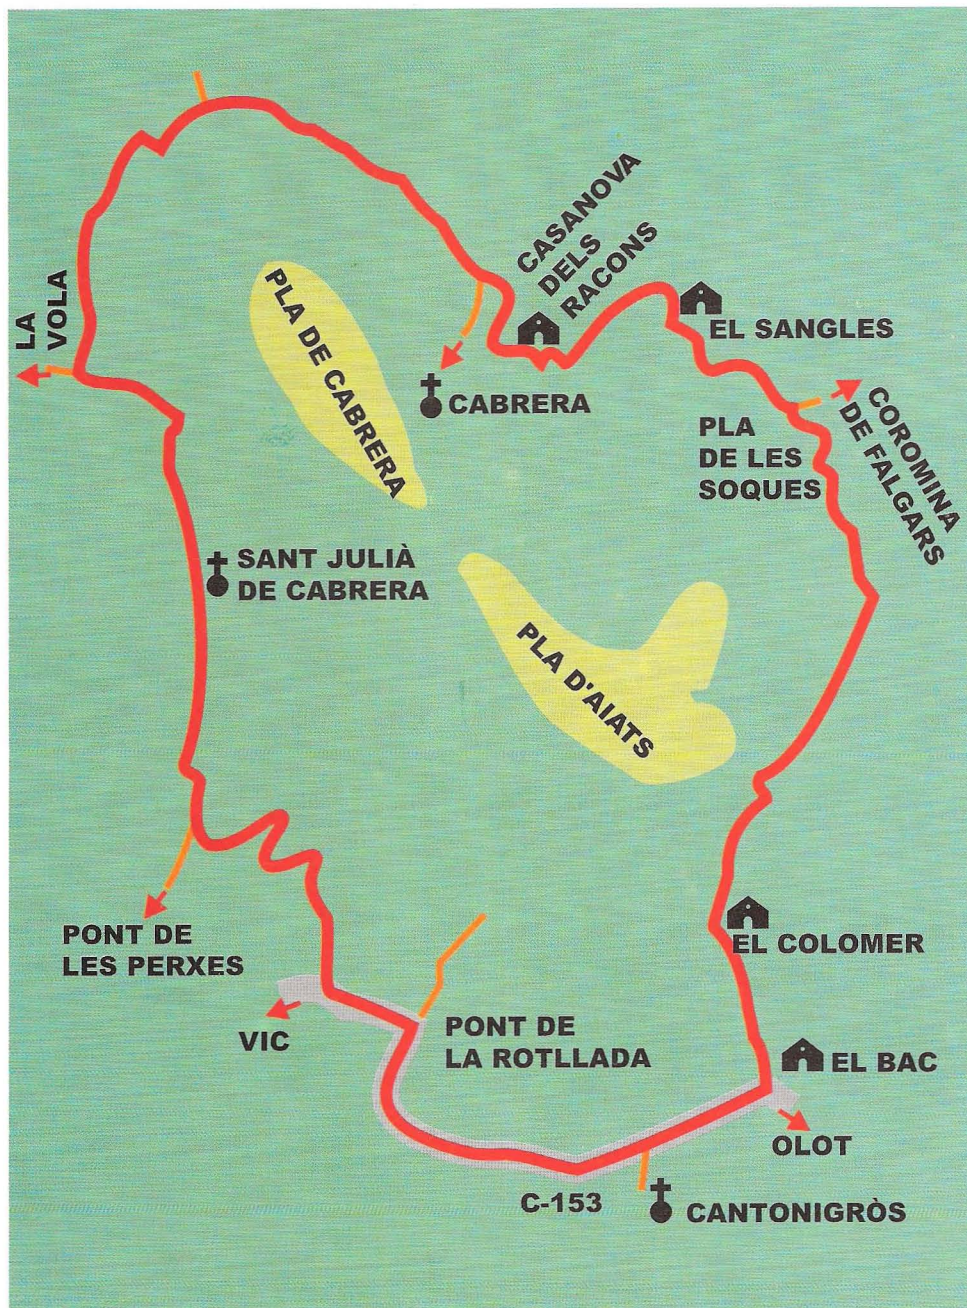 CASANOVA
DELS
RACONS
LA
VOLA
PLA DE CABRERA
EL SANGLES
CABRERA
COROMINA
DE FALGARS
PLA
DE LES
SOQUES
SANT JULIÀ
DE CABRERA
PLA D'AIATS
PONT DE
LES PERXES
EL COLOMER
VIC
PONT DE
LA ROTLLADA
EL BAC
OLOT
C-153
CANTONIGRÒS